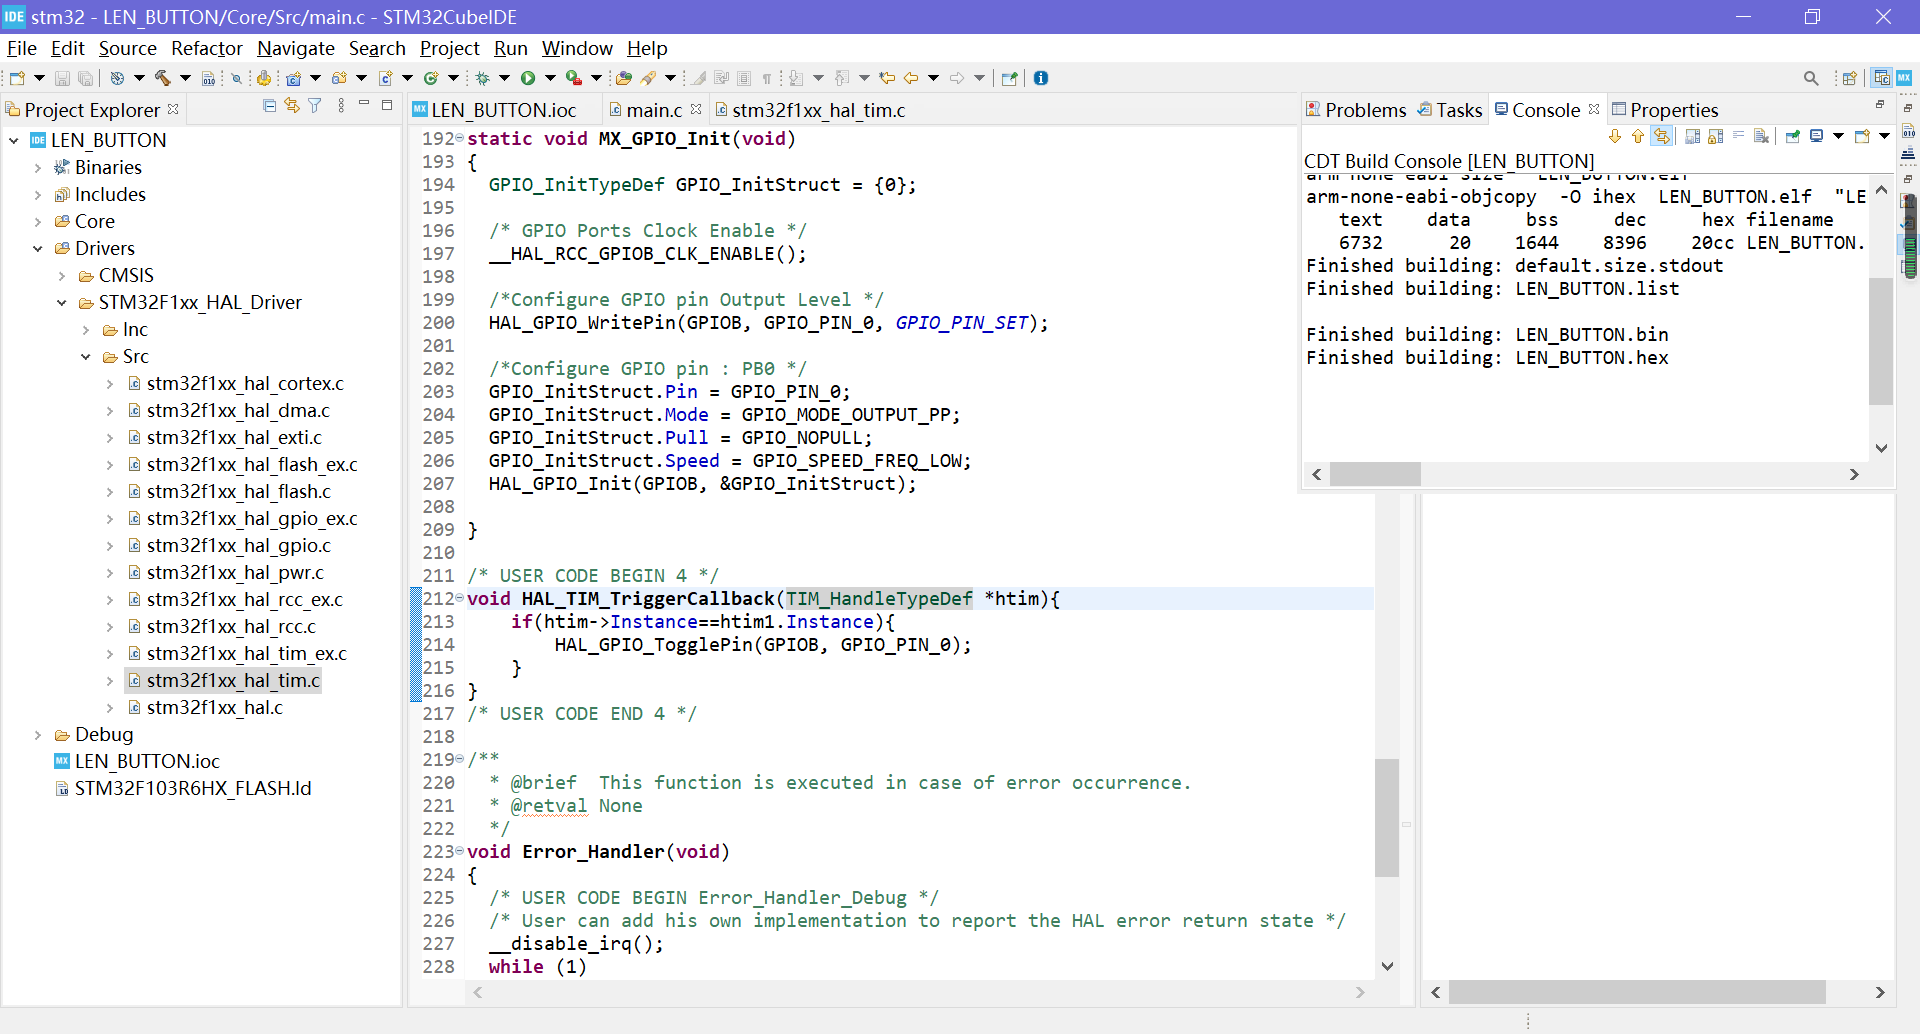 IDE stm32 - LEN_BUTTON/Core/Src/main.c - STM32CubeIDE
File Edit Source Refactor Navigate Search Project Run Window Help
Project Explorer
LEN_BUTTON
Binaries
Includes
Core
Drivers
CMSIS
STM32F1xx_HAL_Driver
Inc
Src
stm32f1xx_hal_cortex.c
stm32f1xx_hal_dma.c
stm32f1xx_hal_exti.c
stm32f1xx_hal_flash_ex.c
stm32f1xx_hal_flash.c
stm32f1xx_hal_gpio_ex.c
stm32f1xx_hal_gpio.c
stm32f1xx_hal_pwr.c
stm32f1xx_hal_rcc_ex.c
stm32f1xx_hal_rcc.c
stm32f1xx_hal_tim_ex.c
stm32f1xx_hal_tim.c
stm32f1xx_hal.c
Debug
LEN_BUTTON.ioc
STM32F103R6HX_FLASH.ld
LEN_BUTTON.ioc main.c stm32f1xx_hal_tim.c
192 static void MX_GPIO_Init(void)
193 {
194 GPIO_InitTypeDef GPIO_InitStruct = {0};
195
196 /* GPIO Ports Clock Enable */
197 __HAL_RCC_GPIOB_CLK_ENABLE();
198
199 /*Configure GPIO pin Output Level */
200 HAL_GPIO_WritePin(GPIOB, GPIO_PIN_0, GPIO_PIN_SET);
201
202 /*Configure GPIO pin : PB0 */
203 GPIO_InitStruct.Pin = GPIO_PIN_0;
204 GPIO_InitStruct.Mode = GPIO_MODE_OUTPUT_PP;
205 GPIO_InitStruct.Pull = GPIO_NOPULL;
206 GPIO_InitStruct.Speed = GPIO_SPEED_FREQ_LOW;
207 HAL_GPIO_Init(GPIOB, &GPIO_InitStruct);
208
209 }
210
211 /* USER CODE BEGIN 4 */
212 void HAL_TIM_TriggerCallback(TIM_HandleTypeDef *htim){
213 if(htim->Instance==htim1.Instance){
214 HAL_GPIO_TogglePin(GPIOB, GPIO_PIN_0);
215 }
216 }
217 /* USER CODE END 4 */
218
219 /**
220 * @brief  This function is executed in case of error occurrence.
221 * @retval None
222 */
223 void Error_Handler(void)
224 {
225 /* USER CODE BEGIN Error_Handler_Debug */
226 /* User can add his own implementation to report the HAL error return state */
227 __disable_irq();
228 while (1)
Problems Tasks Console Properties
CDT Build Console [LEN_BUTTON]
arm-none-eabi-size LEN_BUTTON.elf
arm-none-eabi-objcopy  -O ihex  LEN_BUTTON.elf  "LE
text data bss dec hex filename
6732 20 1644 8396 20cc LEN_BUTTON.
Finished building: default.size.stdout
Finished building: LEN_BUTTON.list
Finished building: LEN_BUTTON.bin
Finished building: LEN_BUTTON.hex